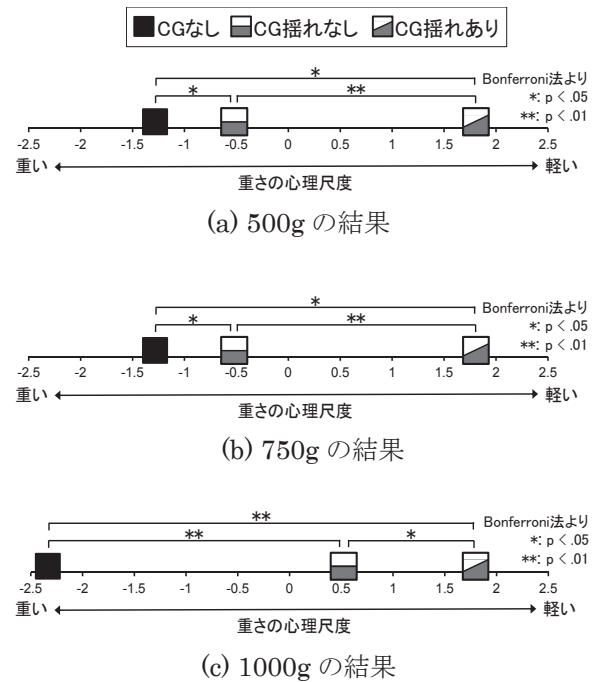 CGなし CG揺れなし CG揺れあり
Bonferroni法より
* *: p < .05
* ** **: p < .01
-2.5 -2 -1.5 -1 -0.5 0 0.5 1 1.5 2 2.5
重い 軽い
重さの心理尺度
(a) 500g の結果
Bonferroni法より
* *: p < .05
* ** **: p < .01
-2.5 -2 -1.5 -1 -0.5 0 0.5 1 1.5 2 2.5
重い 軽い
重さの心理尺度
(b) 750g の結果
** Bonferroni法より
** * *: p < .05
**: p < .01
-2.5 -2 -1.5 -1 -0.5 0 0.5 1 1.5 2 2.5
重い 軽い
重さの心理尺度
(c) 1000g の結果